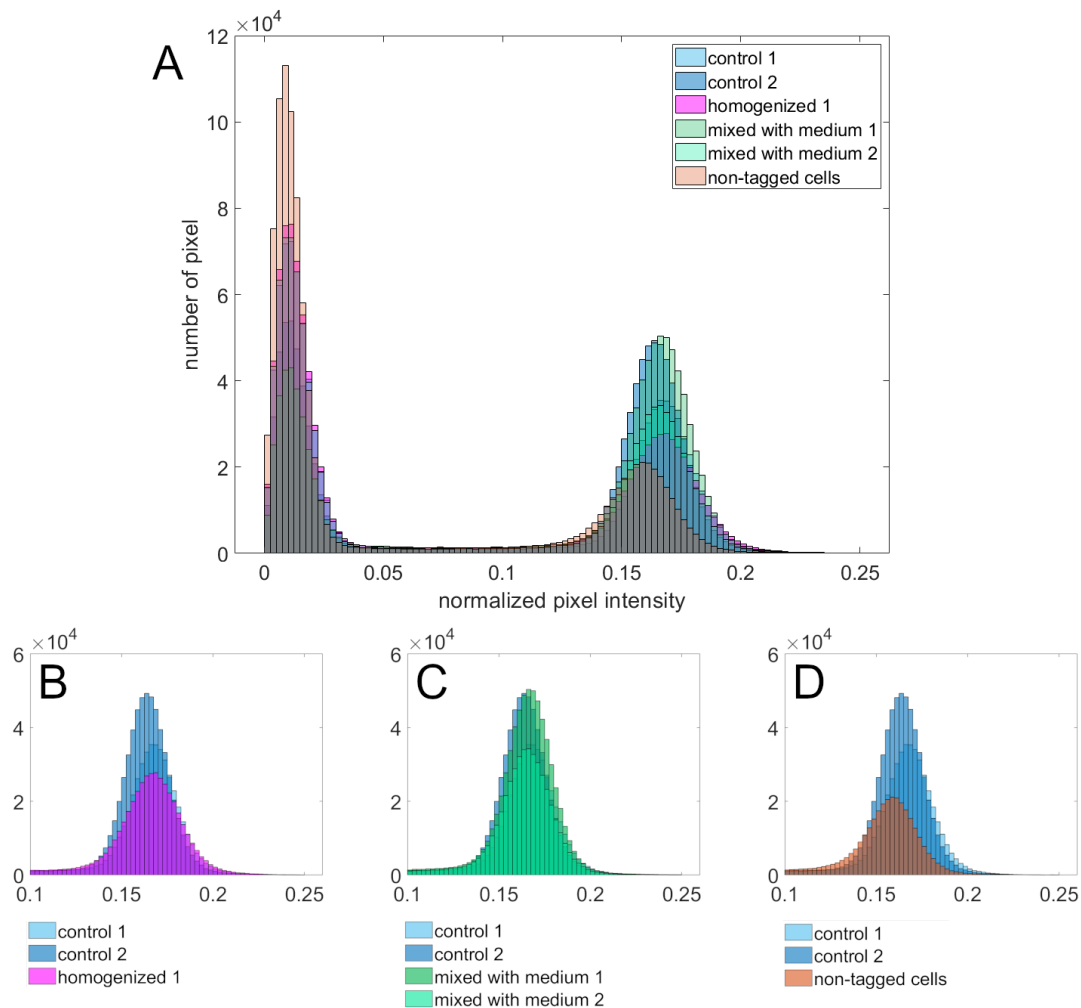 ×10⁴
12
10
8
6
4
2
0
A
number of pixel
control 1
control 2
homogenized 1
mixed with medium 1
mixed with medium 2
non-tagged cells
0 0.05 0.1 0.15 0.2 0.25
normalized pixel intensity
×10⁴
6
4
2
0
B
0.1 0.15 0.2 0.25
control 1
control 2
homogenized 1
×10⁴
6
4
2
0
C
0.1 0.15 0.2 0.25
control 1
control 2
mixed with medium 1
mixed with medium 2
×10⁴
6
4
2
0
D
0.1 0.15 0.2 0.25
control 1
control 2
non-tagged cells